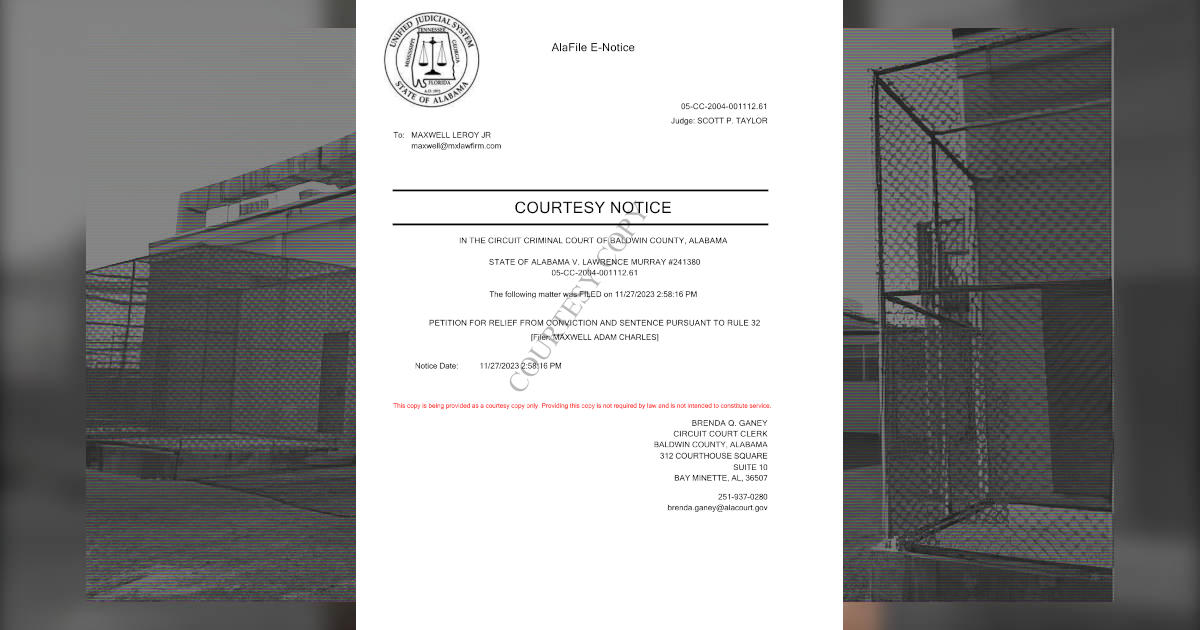 UNIFIED JUDICIAL SYSTEM
TENNESSEE
MISSISSIPPI
GEORGIA
FLORIDA
STATE OF ALABAMA
AlaFile E-Notice
05-CC-2004-001112.61
Judge: SCOTT P. TAYLOR
To: MAXWELL LEROY JR
maxwell@mxlawfirm.com
COURTESY NOTICE
COURTESY COPY
IN THE CIRCUIT CRIMINAL COURT OF BALDWIN COUNTY, ALABAMA
STATE OF ALABAMA V. LAWRENCE MURRAY #241380
05-CC-2004-001112.61
The following matter was FILED on 11/27/2023 2:58:16 PM
PETITION FOR RELIEF FROM CONVICTION AND SENTENCE PURSUANT TO RULE 32
[Filer: MAXWELL ADAM CHARLES]
Notice Date: 11/27/2023 2:58:16 PM
This copy is being provided as a courtesy copy only. Providing this copy is not required by law and is not intended to constitute service.
BRENDA Q. GANEY
CIRCUIT COURT CLERK
BALDWIN COUNTY, ALABAMA
312 COURTHOUSE SQUARE
SUITE 10
BAY MINETTE, AL, 36507
251-937-0280
brenda.ganey@alacourt.gov